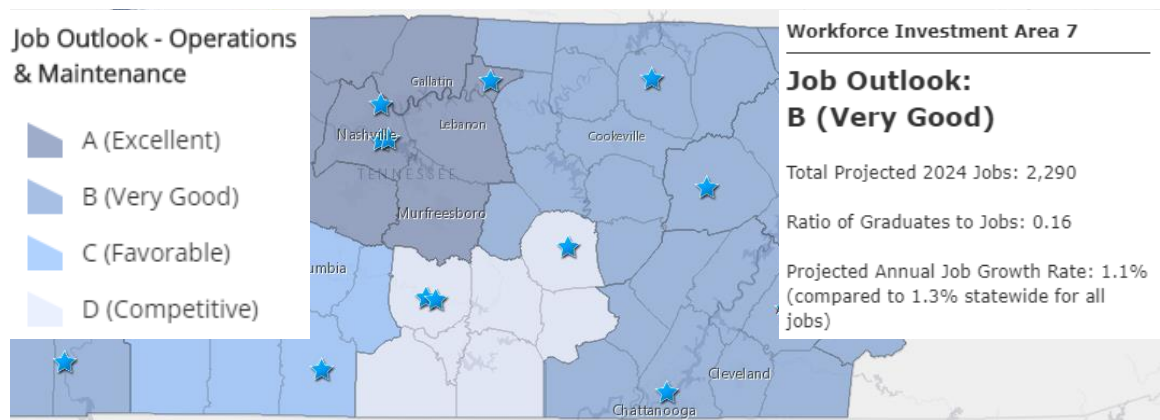 Job Outlook - Operations
& Maintenance
A (Excellent)
B (Very Good)
C (Favorable)
D (Competitive)
Gallatin
Nashville
Lebanon
TENNESSEE
Murfreesboro
Cookeville
umbia
Cleveland
Chattanooga
Workforce Investment Area 7
Job Outlook:
B (Very Good)
Total Projected 2024 Jobs: 2,290
Ratio of Graduates to Jobs: 0.16
Projected Annual Job Growth Rate: 1.1%
(compared to 1.3% statewide for all
jobs)